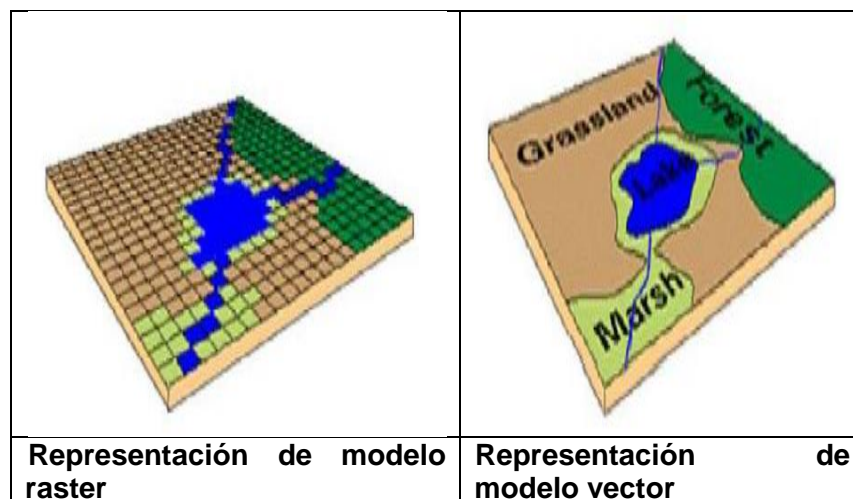 Grassland
Forest
Lake
Marsh
Representación de modelo
raster
Representación de
modelo vector